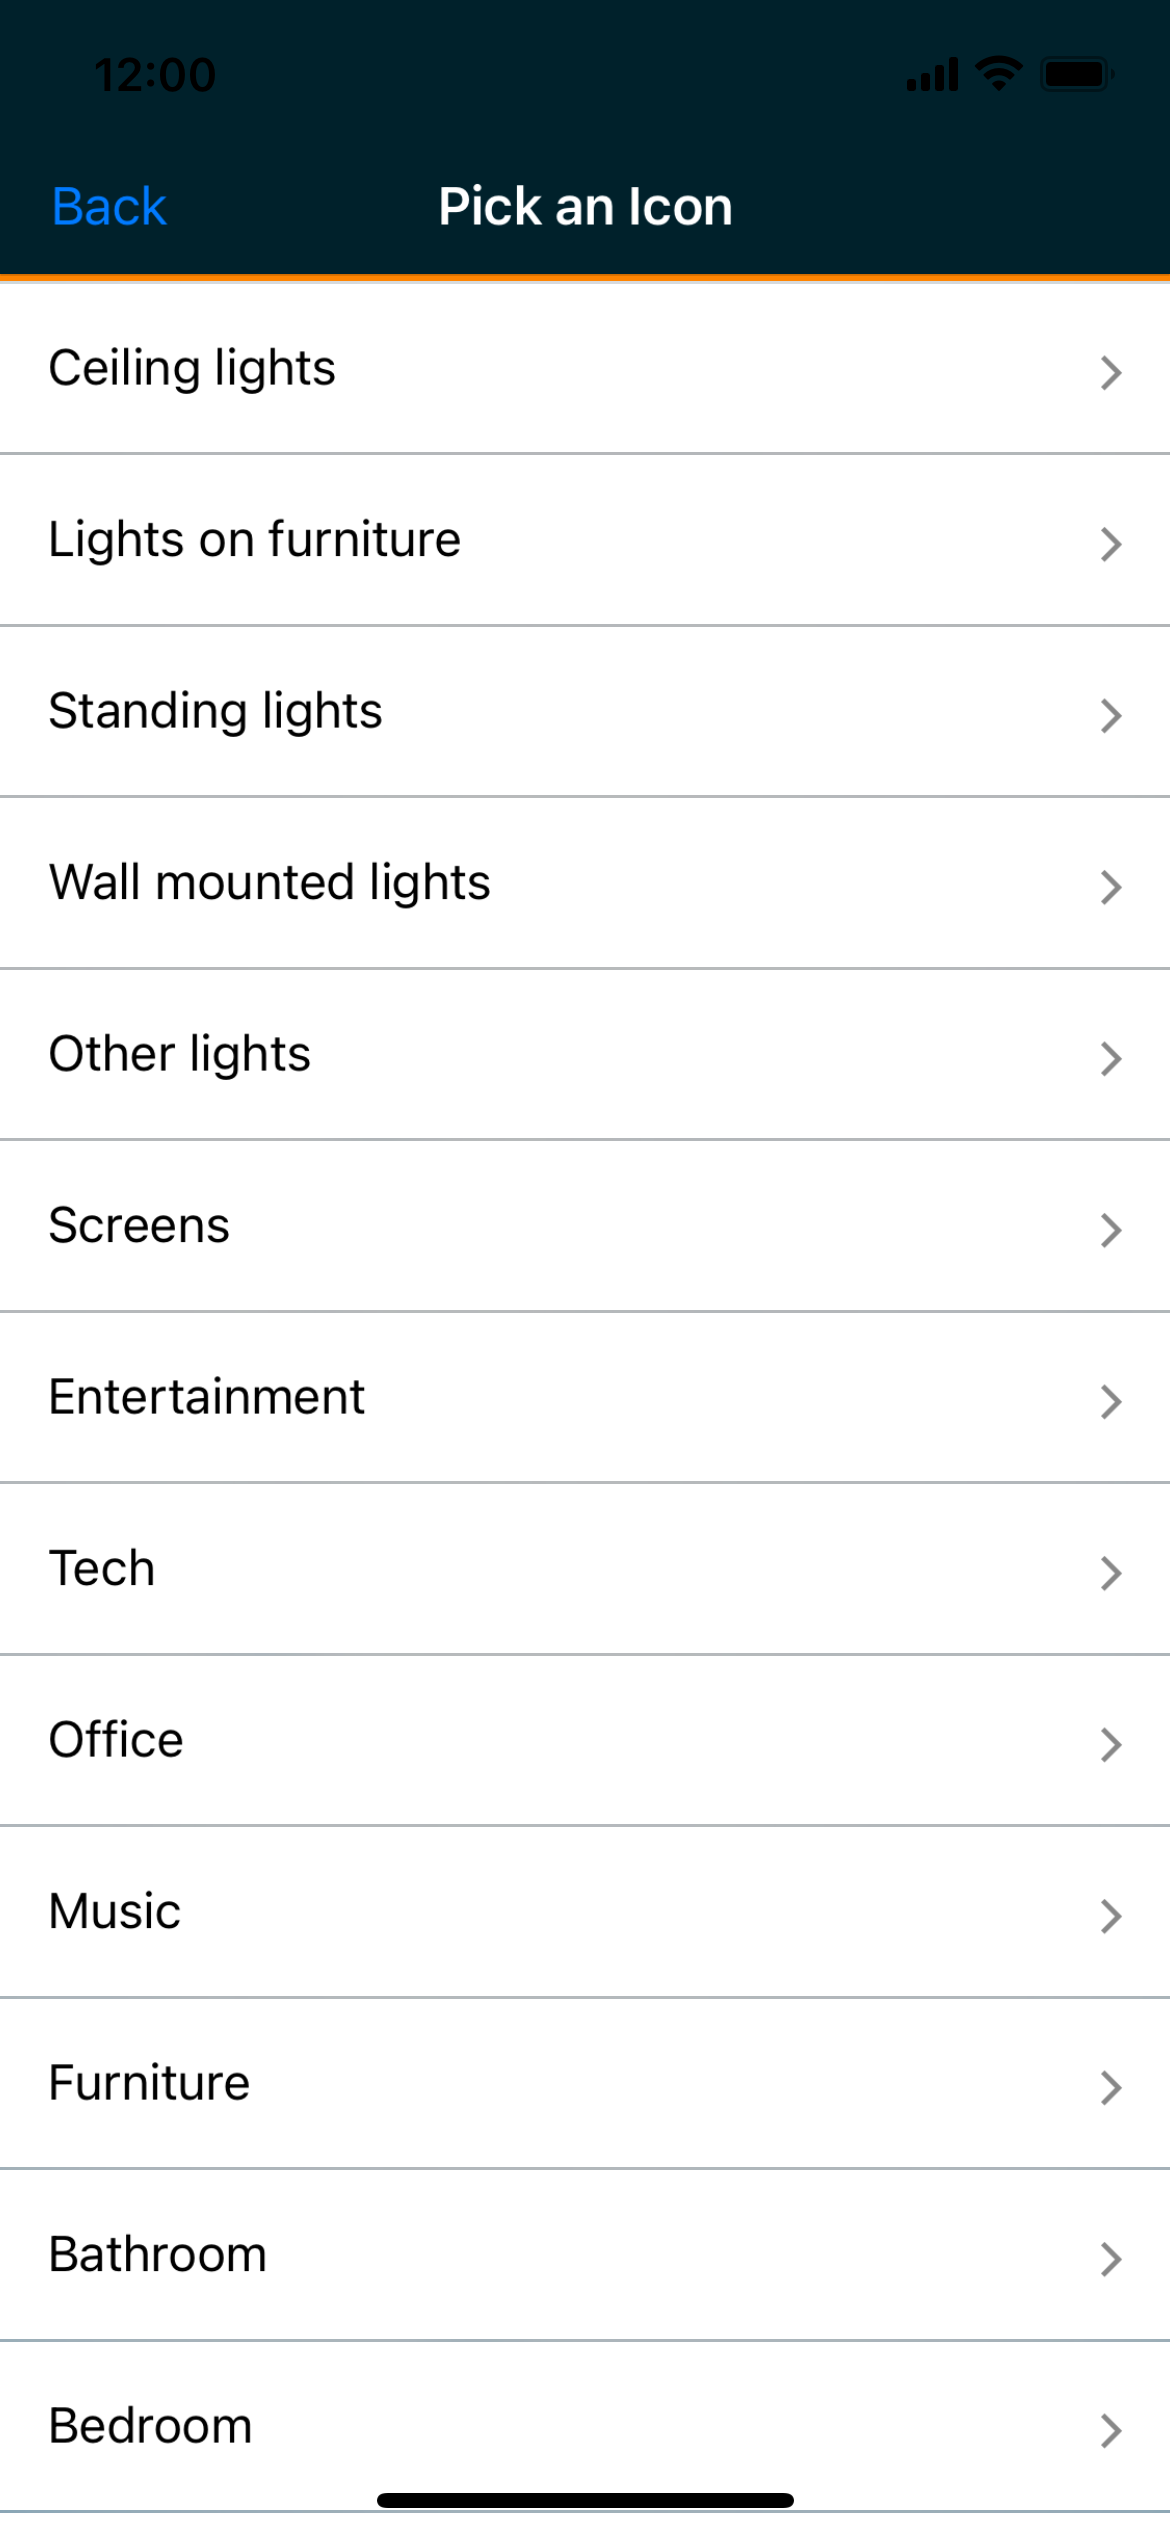 12:00
Back
Pick an Icon
Ceiling lights
Lights on furniture
Standing lights
Wall mounted lights
Other lights
Screens
Entertainment
Tech
Office
Music
Furniture
Bathroom
Bedroom